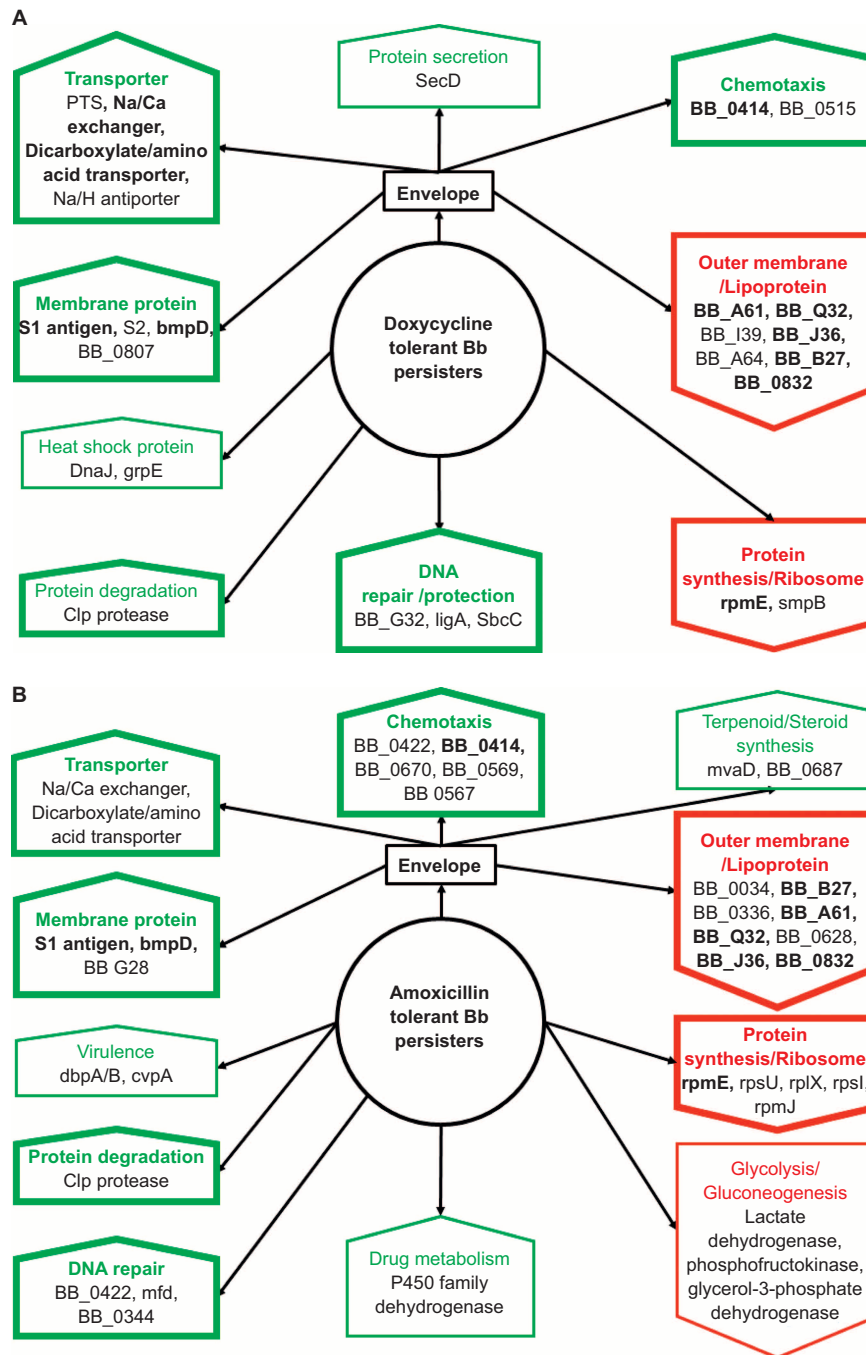 A
Transporter
PTS, Na/Ca
exchanger,
Dicarboxylate/amino
acid transporter,
Na/H antiporter
Protein secretion
SecD
Chemotaxis
BB_0414, BB_0515
Envelope
Membrane protein
S1 antigen, S2, bmpD,
BB_0807
Outer membrane
/Lipoprotein
BB_A61, BB_Q32,
BB_I39, BB_J36,
BB_A64, BB_B27,
BB_0832
Doxycycline
tolerant Bb
persisters
Heat shock protein
DnaJ, grpE
Protein degradation
Clp protease
DNA
repair /protection
BB_G32, ligA, SbcC
Protein
synthesis/Ribosome
rpmE, smpB
B
Transporter
Na/Ca exchanger,
Dicarboxylate/amino
acid transporter
Chemotaxis
BB_0422, BB_0414,
BB_0670, BB_0569,
BB 0567
Terpenoid/Steroid
synthesis
mvaD, BB_0687
Envelope
Membrane protein
S1 antigen, bmpD,
BB G28
Outer membrane
/Lipoprotein
BB_0034, BB_B27,
BB_0336, BB_A61,
BB_Q32, BB_0628,
BB_J36, BB_0832
Amoxicillin
tolerant Bb
persisters
Virulence
dbpA/B, cvpA
Protein
synthesis/Ribosome
rpmE, rpsU, rplX, rpsI,
rpmJ
Protein degradation
Clp protease
DNA repair
BB_0422, mfd,
BB_0344
Drug metabolism
P450 family
dehydrogenase
Glycolysis/
Gluconeogenesis
Lactate
dehydrogenase,
phosphofructokinase,
glycerol-3-phosphate
dehydrogenase